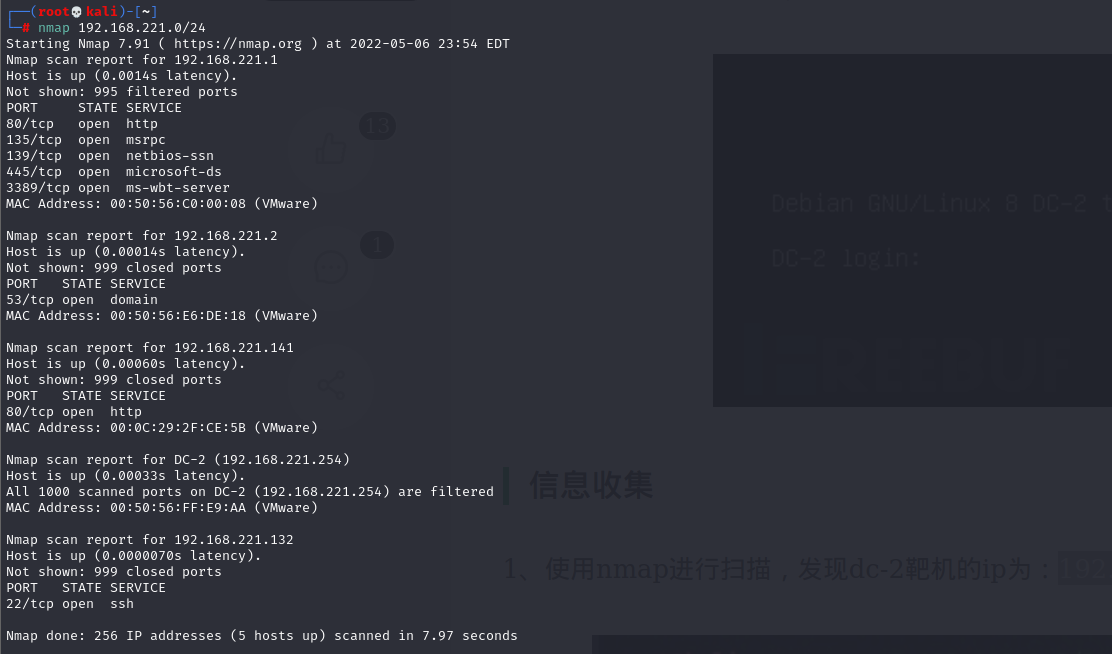 ┌──(root💀kali)-[~]
└─# nmap 192.168.221.0/24
Starting Nmap 7.91 ( https://nmap.org ) at 2022-05-06 23:54 EDT
Nmap scan report for 192.168.221.1
Host is up (0.0014s latency).
Not shown: 995 filtered ports
PORT     STATE SERVICE
80/tcp   open  http
135/tcp  open  msrpc
139/tcp  open  netbios-ssn
445/tcp  open  microsoft-ds
3389/tcp open  ms-wbt-server
MAC Address: 00:50:56:C0:00:08 (VMware)
Nmap scan report for 192.168.221.2
Host is up (0.00014s latency).
Not shown: 999 closed ports
PORT   STATE SERVICE
53/tcp open  domain
MAC Address: 00:50:56:E6:DE:18 (VMware)
Nmap scan report for 192.168.221.141
Host is up (0.00060s latency).
Not shown: 999 closed ports
PORT   STATE SERVICE
80/tcp open  http
MAC Address: 00:0C:29:2F:CE:5B (VMware)
Nmap scan report for DC-2 (192.168.221.254)
Host is up (0.00033s latency).
All 1000 scanned ports on DC-2 (192.168.221.254) are filtered
MAC Address: 00:50:56:FF:E9:AA (VMware)
Nmap scan report for 192.168.221.132
Host is up (0.0000070s latency).
Not shown: 999 closed ports
PORT   STATE SERVICE
22/tcp open  ssh
Nmap done: 256 IP addresses (5 hosts up) scanned in 7.97 seconds
13
1
Debian GNU/Linux 8 DC-2
DC-2 login:
信息收集
1、使用nmap进行扫描，发现dc-2靶机的ip为：192